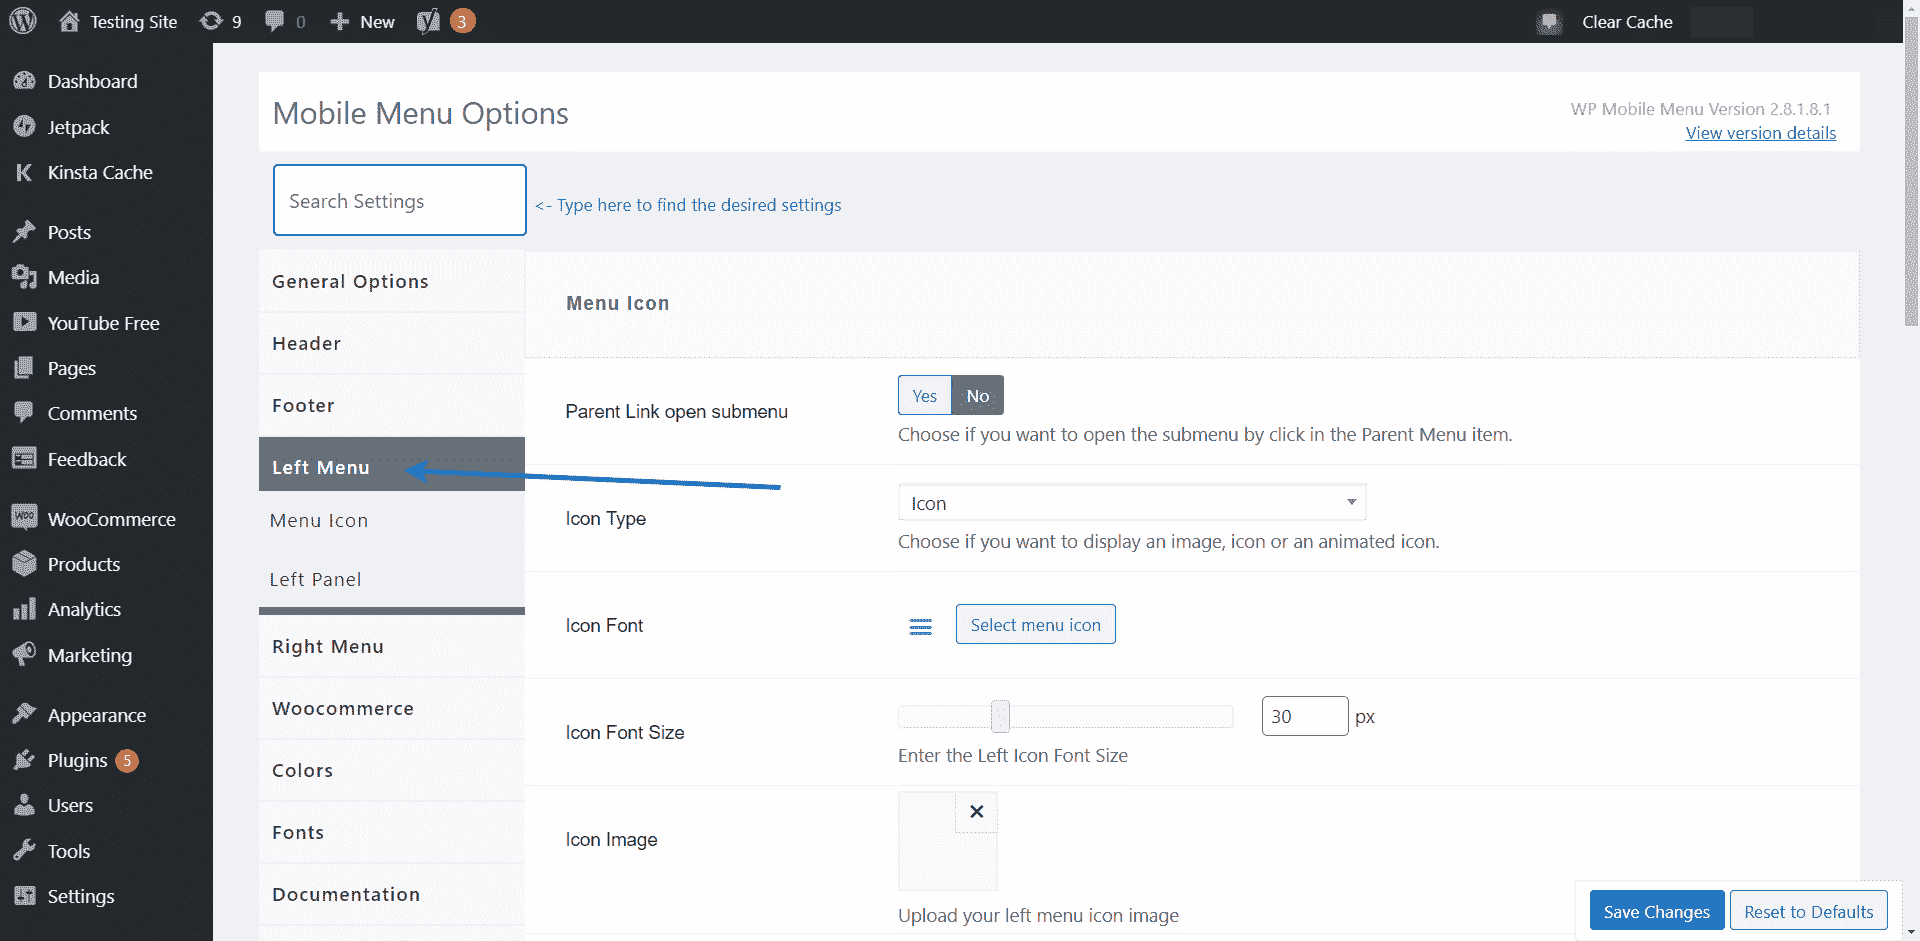 Testing Site
9
0
New
3
Clear Cache
Dashboard
Jetpack
Kinsta Cache
Posts
Media
YouTube Free
Pages
Comments
Feedback
WooCommerce
Products
Analytics
Marketing
Appearance
Plugins 5
Users
Tools
Settings
Mobile Menu Options
WP Mobile Menu Version 2.8.1.8.1
View version details
Search Settings
<- Type here to find the desired settings
General Options
Header
Footer
Left Menu
Menu Icon
Left Panel
Right Menu
Woocommerce
Colors
Fonts
Documentation
Menu Icon
Parent Link open submenu
Yes No
Choose if you want to open the submenu by click in the Parent Menu item.
Icon Type
Icon
Choose if you want to display an image, icon or an animated icon.
Icon Font
Select menu icon
Icon Font Size
30 px
Enter the Left Icon Font Size
Icon Image
Upload your left menu icon image
Save Changes
Reset to Defaults